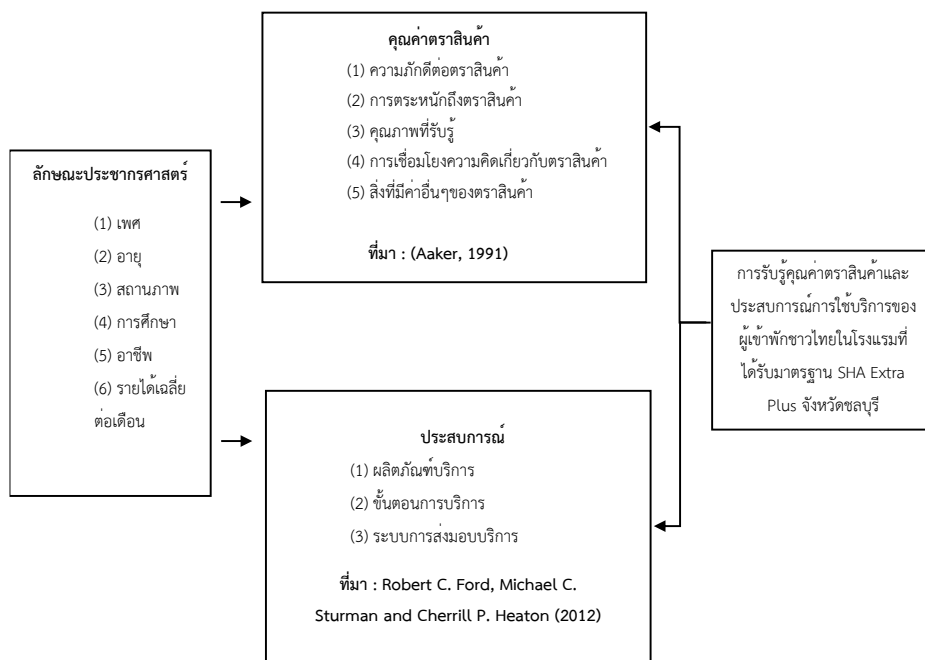 ลักษณะประชากรศาสตร์
(1) เพศ
(2) อายุ
(3) สถานภาพ
(4) การศึกษา
(5) อาชีพ
(6) รายได้เฉลี่ย
ต่อเดือน
คุณค่าตราสินค้า
(1) ความภักดีต่อตราสินค้า
(2) การตระหนักถึงตราสินค้า
(3) คุณภาพที่รับรู้
(4) การเชื่อมโยงความคิดเกี่ยวกับตราสินค้า
(5) สิ่งที่มีค่าอื่นๆของตราสินค้า
ที่มา : (Aaker, 1991)
ประสบการณ์
(1) ผลิตภัณฑ์บริการ
(2) ขั้นตอนการบริการ
(3) ระบบการส่งมอบบริการ
ที่มา : Robert C. Ford, Michael C.
Sturman and Cherrill P. Heaton (2012)
การรับรู้คุณค่าตราสินค้าและ
ประสบการณ์การใช้บริการของ
ผู้เข้าพักชาวไทยในโรงแรมที่
ได้รับมาตรฐาน SHA Extra
Plus จังหวัดชลบุรี